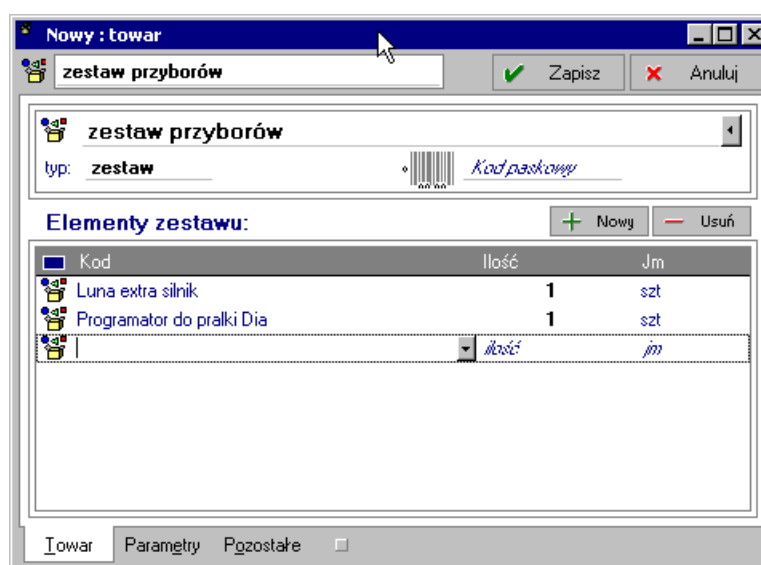 Nowy : towar
zestaw przyborów Zapisz Anuluj
zestaw przyborów
typ: zestaw Kod paskowy
Elementy zestawu: Nowy Usuń
Kod Ilość Jm
Luna extra silnik 1 szt
Programator do pralki Dia 1 szt
ilość jm
Towar Parametry Pozostałe